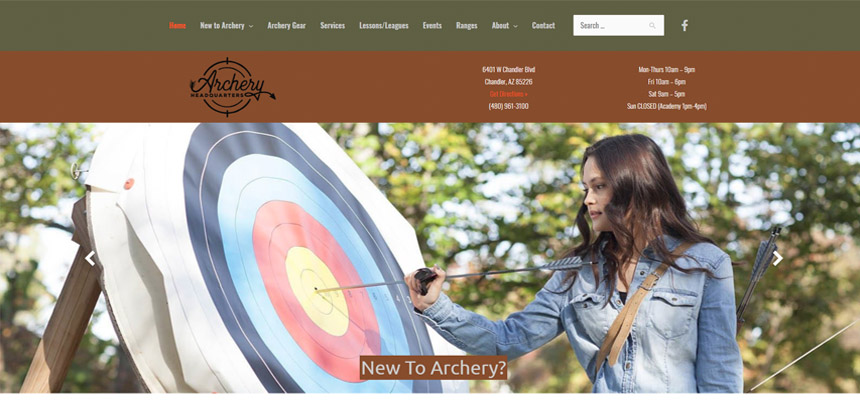 Home New to Archery Archery Gear Services Lessons/Leagues Events Ranges About Contact Search ...
Archery
HEADQUARTERS
6401 W Chandler Blvd
Chandler, AZ 85226
Get Directions »
(480) 961-3100
Mon-Thurs 10am – 9pm
Fri 10am – 6pm
Sat 9am – 5pm
Sun CLOSED (Academy 1pm-4pm)
New To Archery?